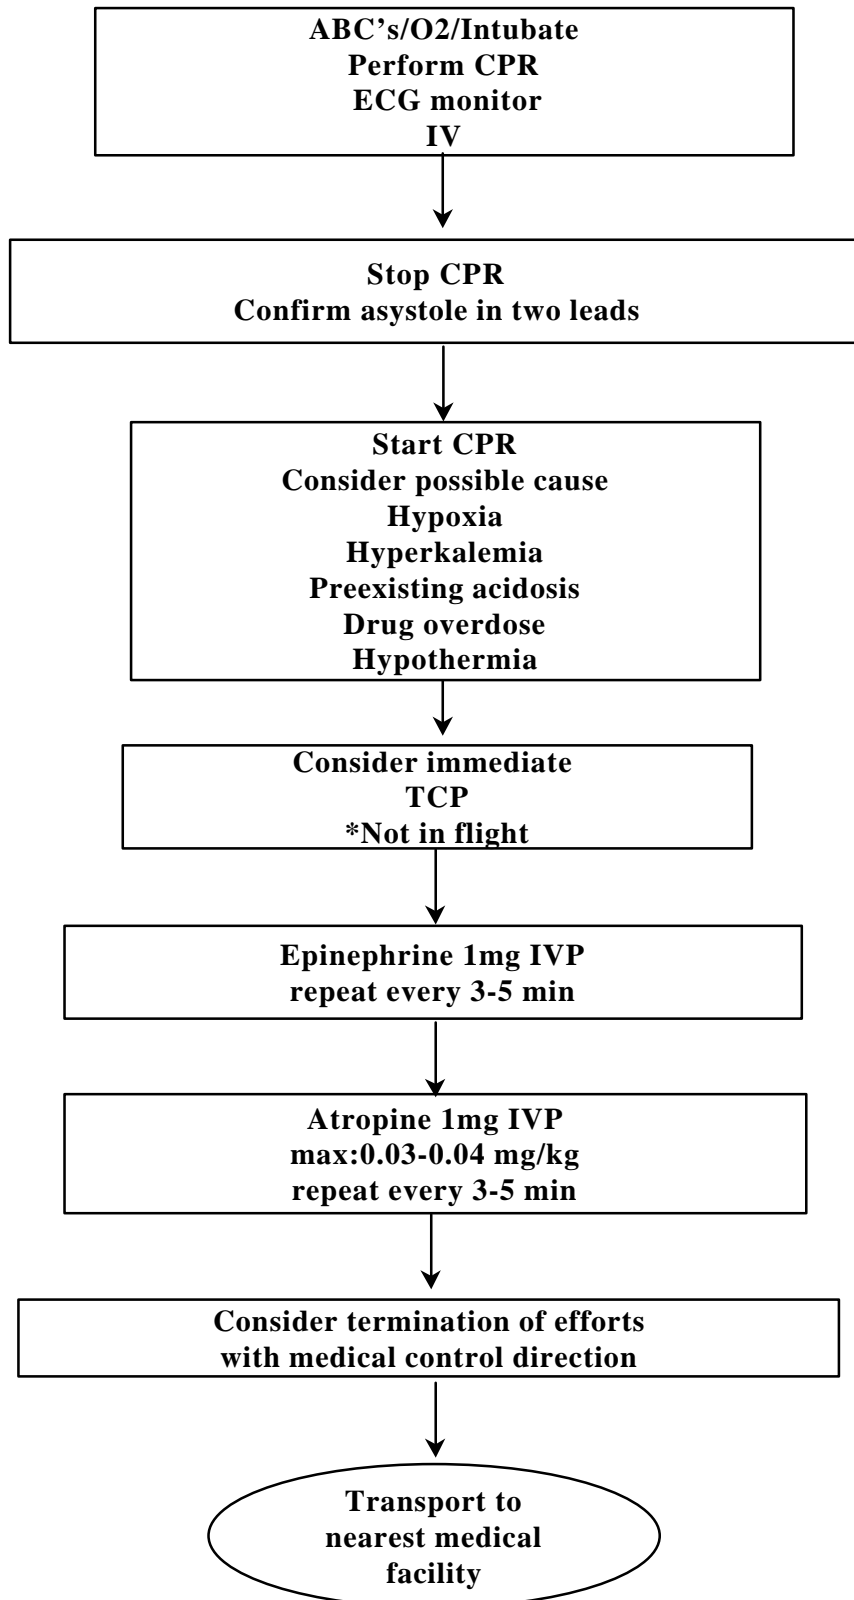 ABC’s/O2/Intubate
Perform CPR
ECG monitor
IV
Stop CPR
Confirm asystole in two leads
Start CPR
Consider possible cause
Hypoxia
Hyperkalemia
Preexisting acidosis
Drug overdose
Hypothermia
Consider immediate
TCP
*Not in flight
Epinephrine 1mg IVP
repeat every 3-5 min
Atropine 1mg IVP
max:0.03-0.04 mg/kg
repeat every 3-5 min
Consider termination of efforts
with medical control direction
Transport to
nearest medical
facility